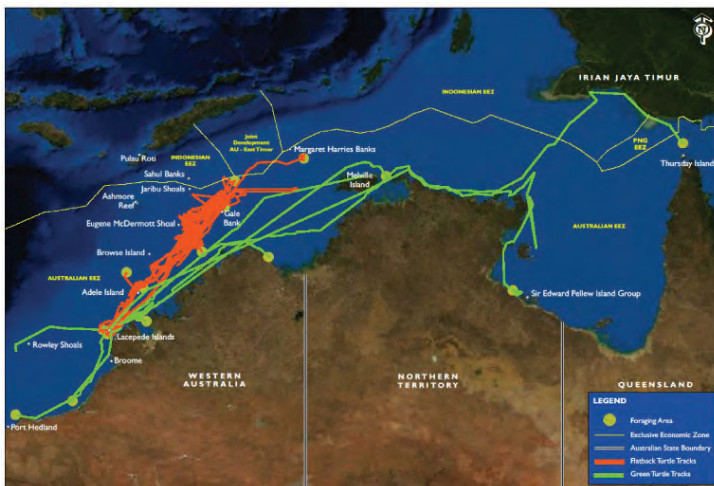 N
IRIAN JAYA TIMUR
INDONESIAN EEZ
Joint
Development
AU - East Timor
Margaret Harries Banks
PNG
EEZ
Thursday Island
Pulau Roti
INDONESIAN
EEZ
Sahul Banks
Melville
Island
Jaribu Shoals
Ashmore
Reef
Gale
Bank
Eugene McDermott Shoal
AUSTRALIAN EEZ
Browse Island
AUSTRALIAN EEZ
Adele Island
Sir Edward Pellew Island Group
Lacepede Islands
Rowley Shoals
Broome
WESTERN
AUSTRALIA
NORTHERN
TERRITORY
QUEENSLAND
Port Hedland
LEGEND
Foraging Area
Exclusive Economic Zone
Australian State Boundary
Flatback Turtle Tracks
Green Turtle Tracks